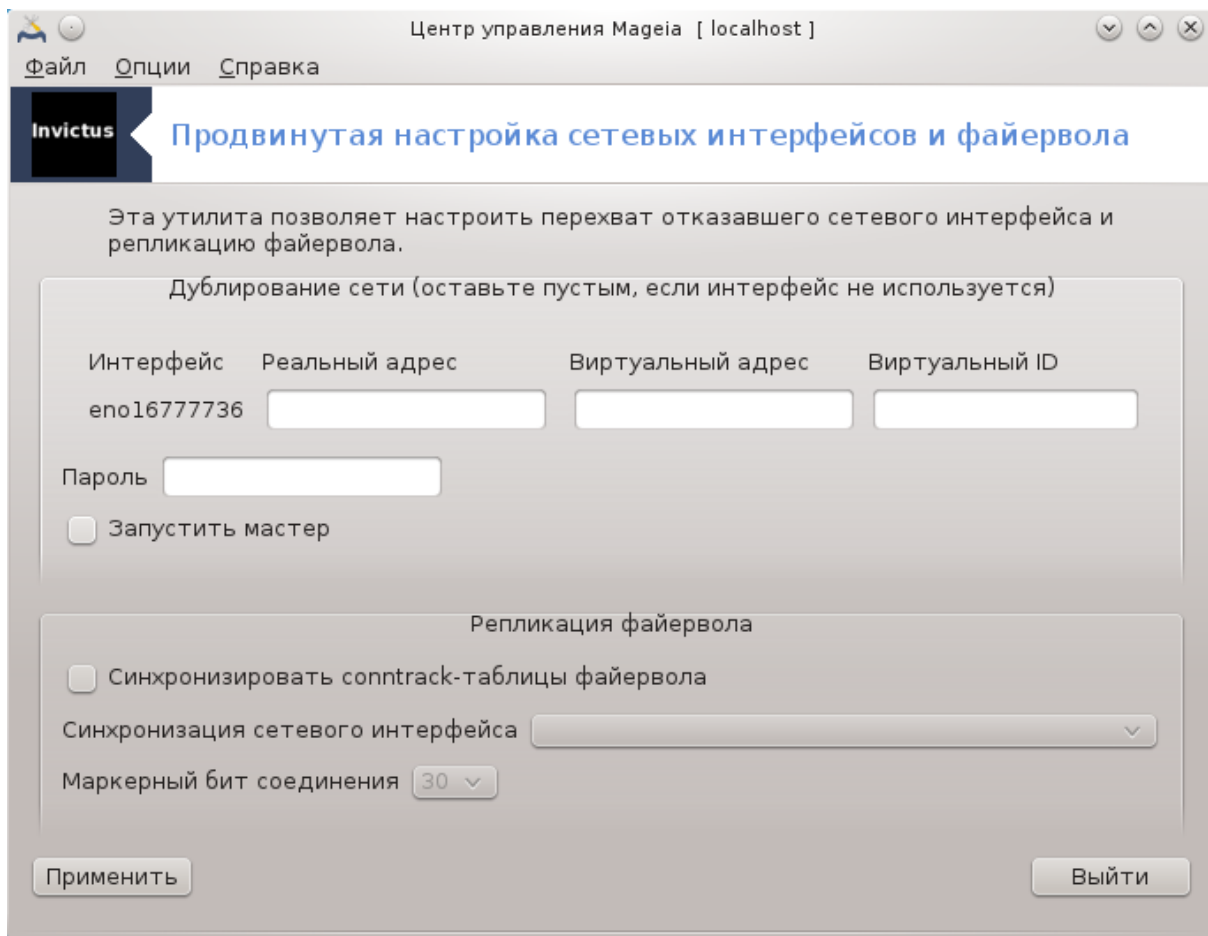 Центр управления Mageia [ localhost ]
Файл Опции Справка
Invictus
Продвинутая настройка сетевых интерфейсов и файервола
Эта утилита позволяет настроить перехват отказавшего сетевого интерфейса и
репликацию файервола.
Дублирование сети (оставьте пустым, если интерфейс не используется)
Интерфейс Реальный адрес Виртуальный адрес Виртуальный ID
eno16777736
Пароль
Запустить мастер
Репликация файервола
Синхронизировать conntrack-таблицы файервола
Синхронизация сетевого интерфейса
Маркерный бит соединения 30
Применить Выйти